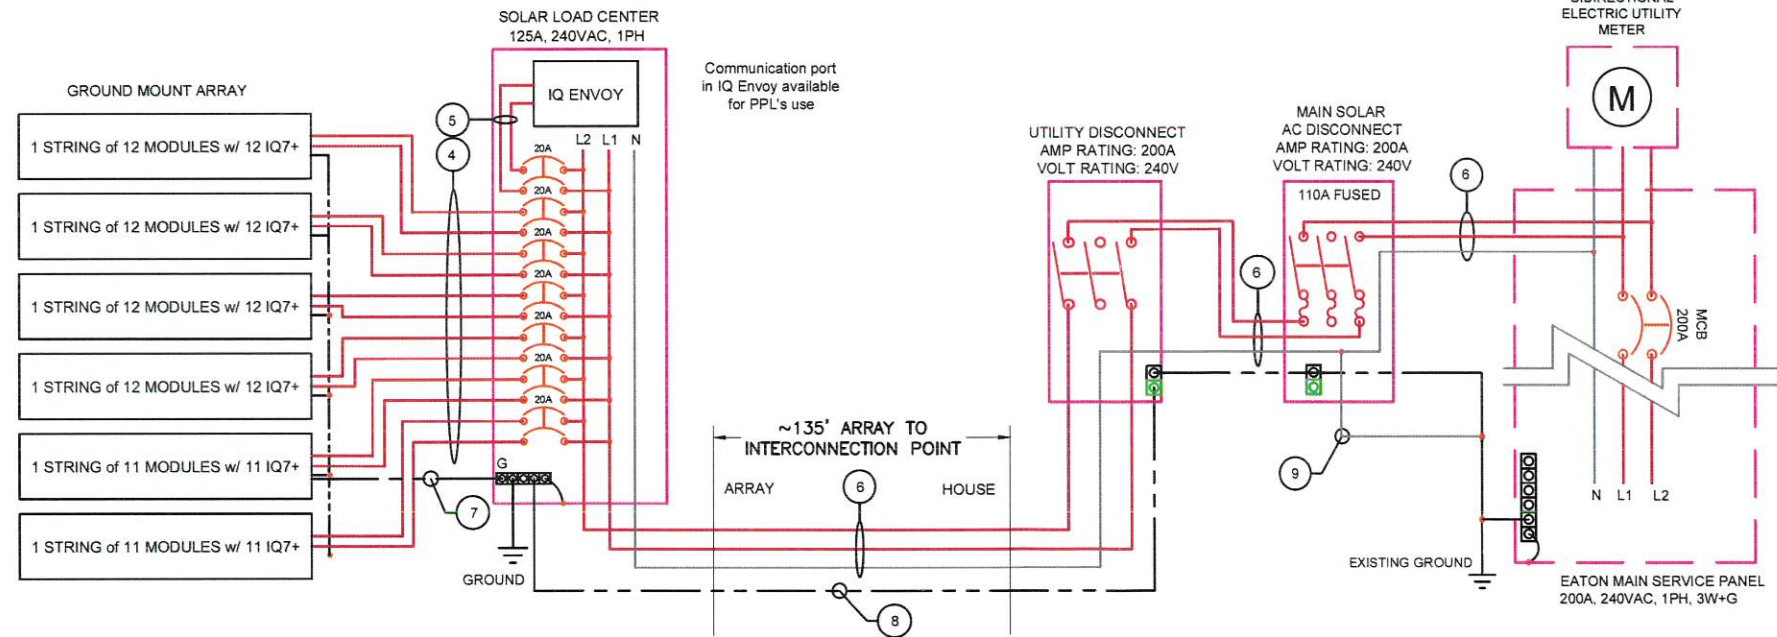 SOLAR LOAD CENTER
125A, 240VAC, 1PH
IQ ENVOY
Communication port
in IQ Envoy available
for PPL's use
BIDIRECTIONAL
ELECTRIC UTILITY
METER
M
GROUND MOUNT ARRAY
1 STRING of 12 MODULES w/ 12 IQ7+
1 STRING of 12 MODULES w/ 12 IQ7+
1 STRING of 12 MODULES w/ 12 IQ7+
1 STRING of 12 MODULES w/ 12 IQ7+
1 STRING of 11 MODULES w/ 11 IQ7+
1 STRING of 11 MODULES w/ 11 IQ7+
5
4
L2 L1 N
20A
20A
20A
20A
20A
20A
20A
G
7
GROUND
UTILITY DISCONNECT
AMP RATING: 200A
VOLT RATING: 240V
MAIN SOLAR
AC DISCONNECT
AMP RATING: 200A
VOLT RATING: 240V
110A FUSED
6
6
MCB
200A
~135' ARRAY TO
INTERCONNECTION POINT
ARRAY
HOUSE
6
8
9
N L1 L2
EXISTING GROUND
EATON MAIN SERVICE PANEL
200A, 240VAC, 1PH, 3W+G